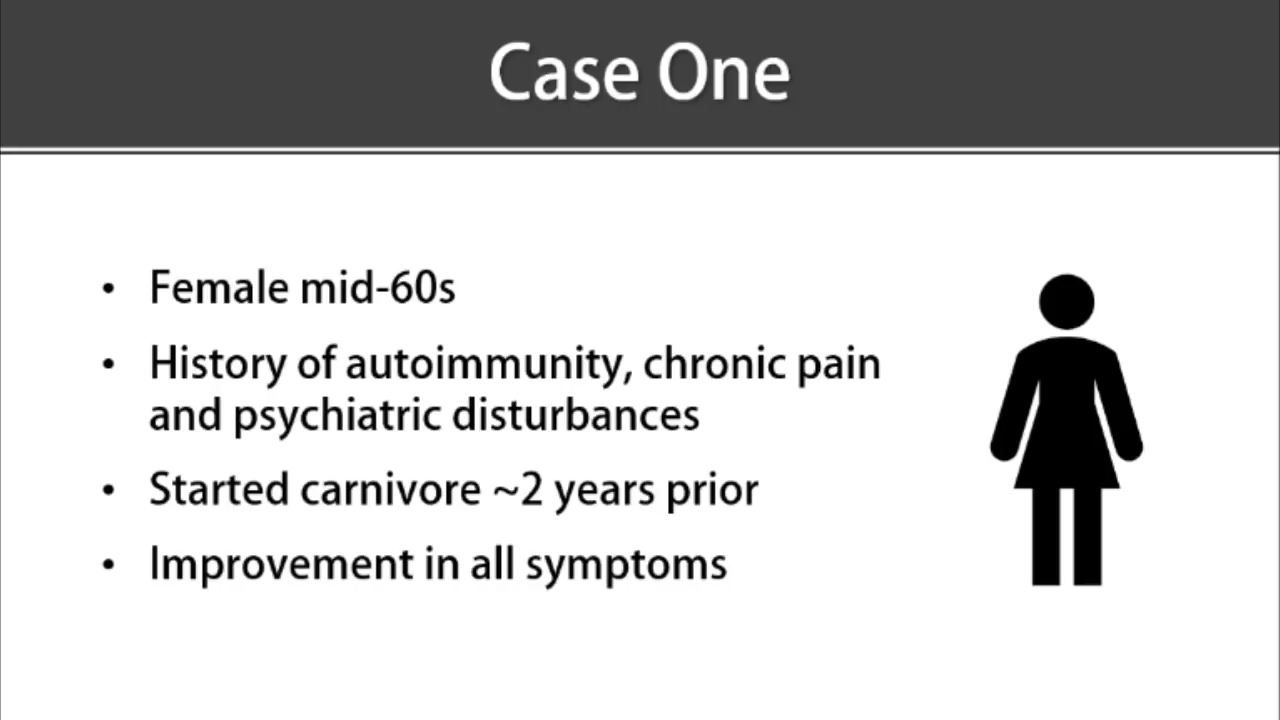 Case One
• Female mid-60s
• History of autoimmunity, chronic pain
and psychiatric disturbances
• Started carnivore ~2 years prior
• Improvement in all symptoms